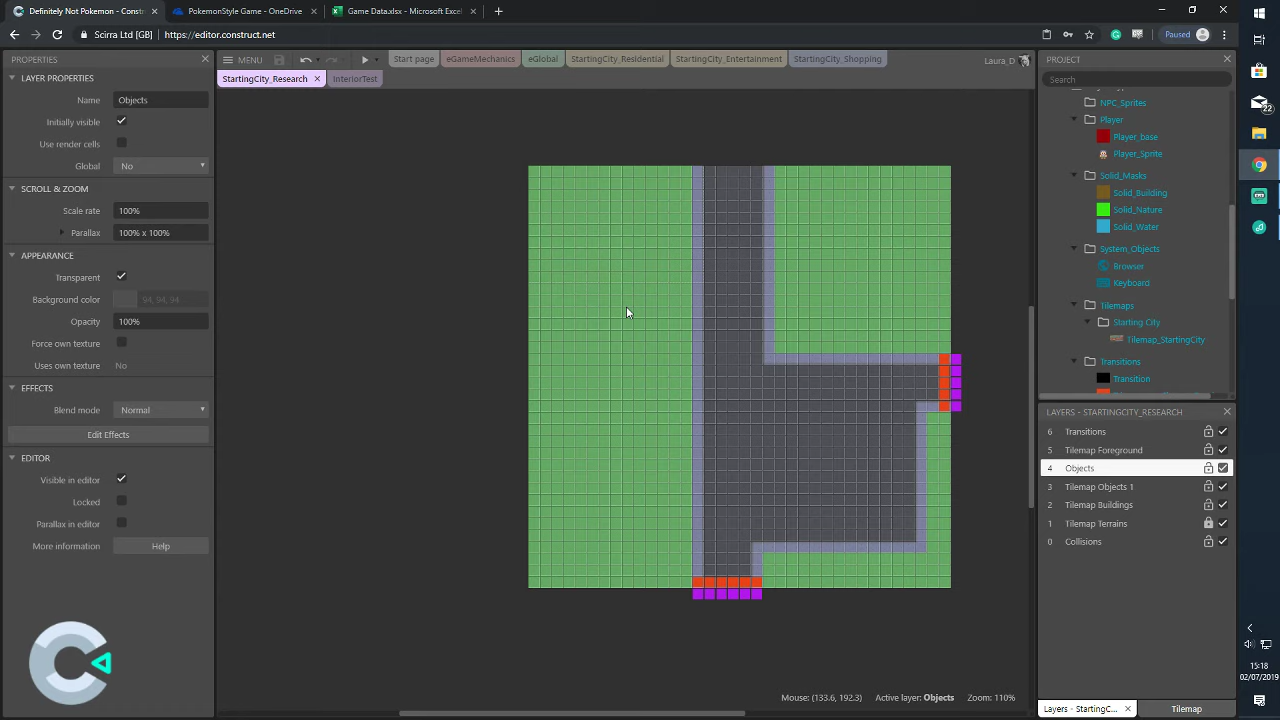 Definitely Not Pokemon - Constr
PokemonStyle Game - OneDrive
Game Data.xlsx - Microsoft Excel
Scirra Ltd [GB] | https://editor.construct.net
Paused
PROPERTIES
MENU
Start page
eGameMechanics
eGlobal
StartingCity_Residential
StartingCity_Entertainment
StartingCity_Shopping
Laura_D
PROJECT
StartingCity_Research
InteriorTest
Search
LAYER PROPERTIES
Name Objects
Initially visible
Use render cells
Global No
SCROLL & ZOOM
Scale rate 100%
Parallax 100% x 100%
APPEARANCE
Transparent
Background color 94, 94, 94
Opacity 100%
Force own texture
Uses own texture No
EFFECTS
Blend mode Normal
Edit Effects
EDITOR
Visible in editor
Locked
Parallax in editor
More information Help
NPC_Sprites
Player
Player_base
Player_Sprite
Solid_Masks
Solid_Building
Solid_Nature
Solid_Water
System_Objects
Browser
Keyboard
Tilemaps
Starting City
Tilemap_StartingCity
Transitions
Transition
LAYERS - STARTINGCITY_RESEARCH
6 Transitions
5 Tilemap Foreground
4 Objects
3 Tilemap Objects 1
2 Tilemap Buildings
1 Tilemap Terrains
0 Collisions
Mouse: (133.6, 192.3) Active layer: Objects Zoom: 110%
Layers - StartingC...
Tilemap
22
15:18
02/07/2019